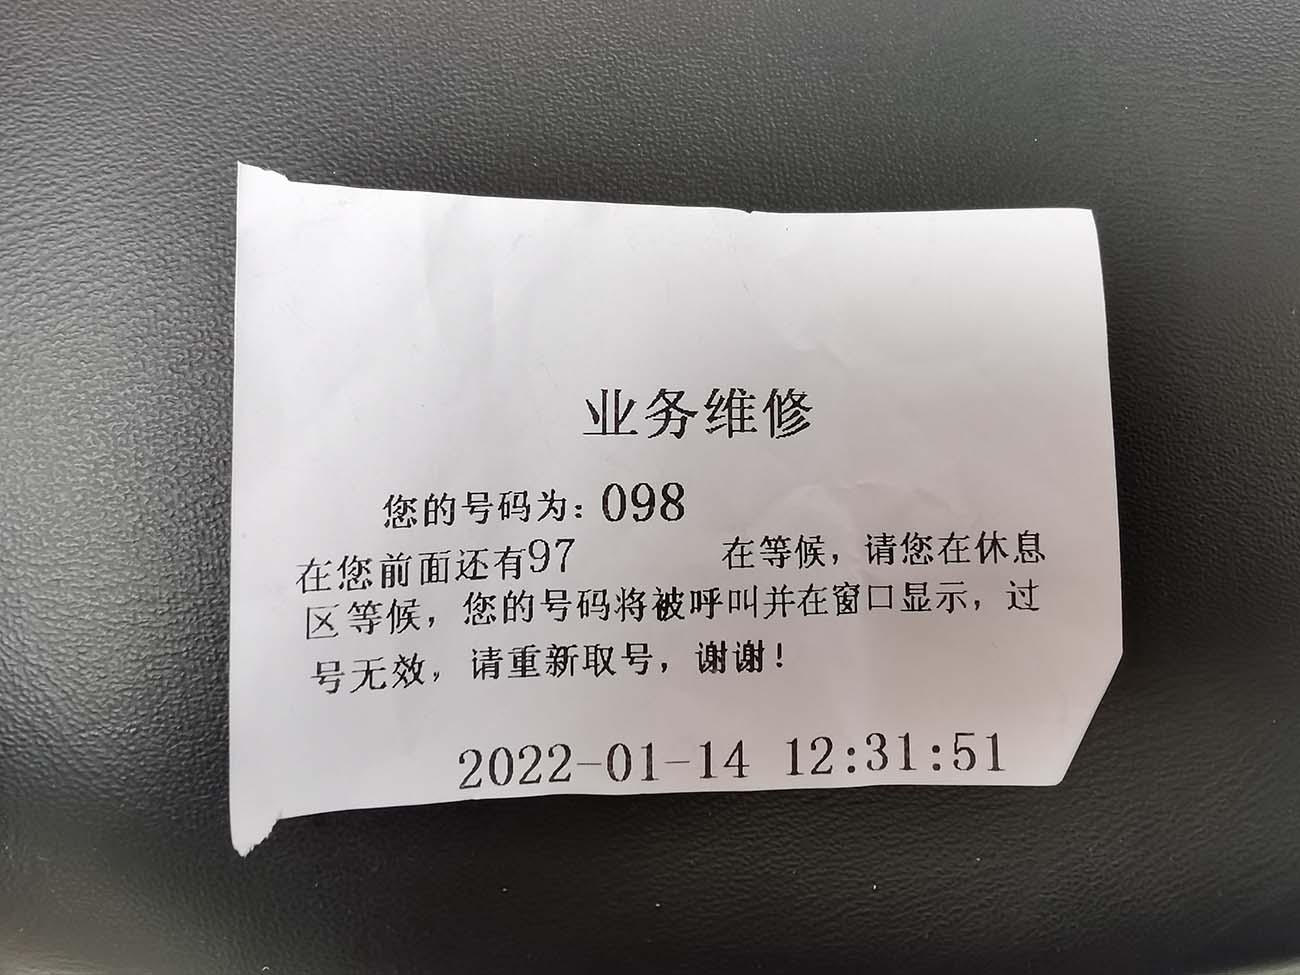 业务维修
您的号码为: 098
在您前面还有97 在等候，请您在休息
区等候，您的号码将被呼叫并在窗口显示，过
号无效，请重新取号，谢谢！
2022-01-14 12:31:51